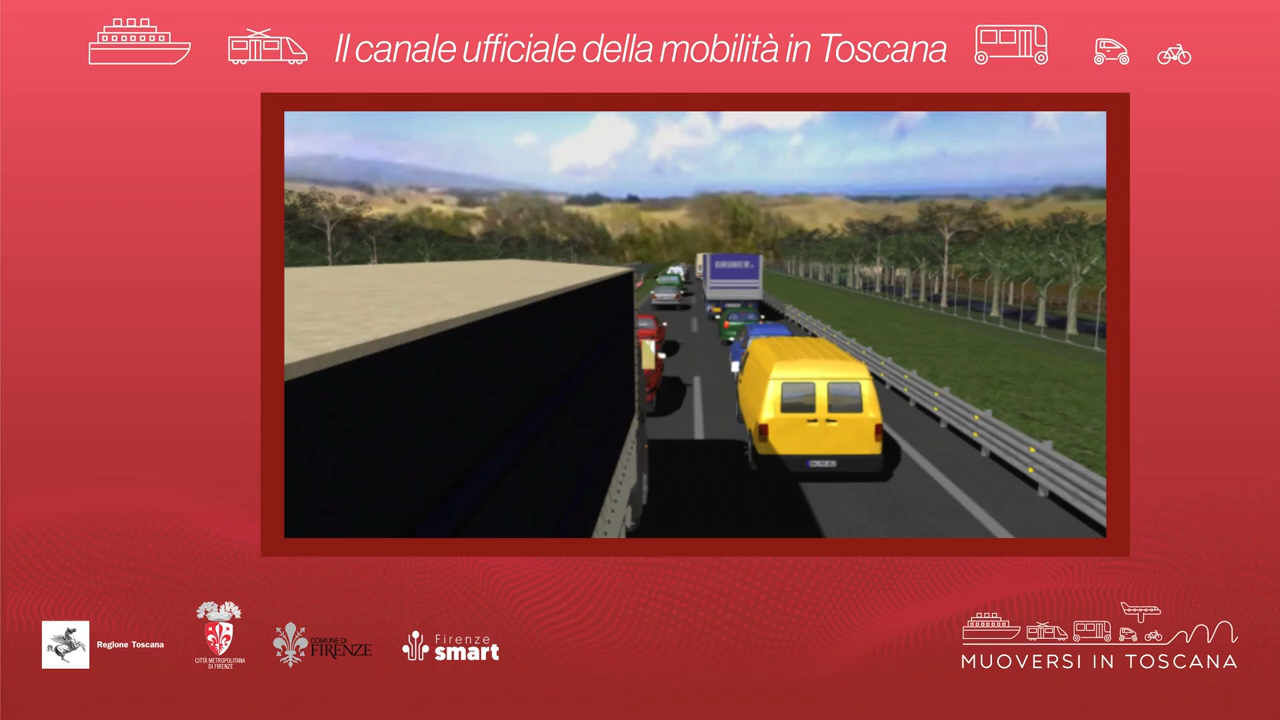 Il canale ufficiale della mobilità in Toscana
GRUBER.
Regione Toscana
CITTÀ METROPOLITANA
DI FIRENZE
COMUNE DI
FIRENZE
Firenze
smart
MUOVERSI IN TOSCANA